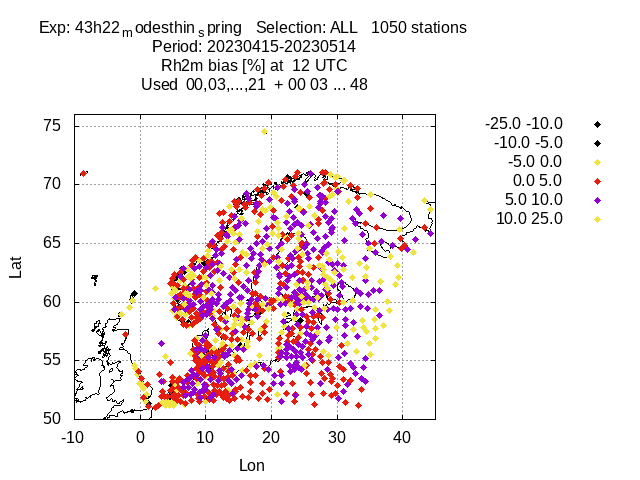 Exp: 43h22modesthinspring Selection: ALL 1050 stations
Period: 20230415-20230514
Rh2m bias [%] at 12 UTC
Used 00,03,...,21 + 00 03 ... 48
-25.0 -10.0
-10.0 -5.0
-5.0 0.0
0.0 5.0
5.0 10.0
10.0 25.0
75
70
65
60
55
50
Lat
-10 0 10 20 30 40
Lon